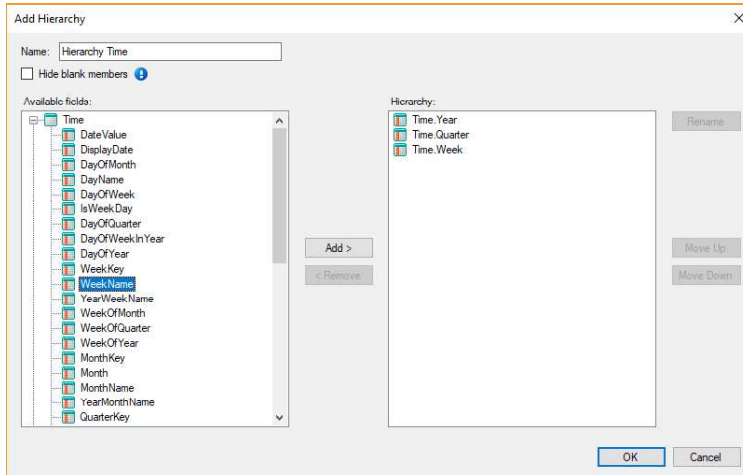 Add Hierarchy
Name: Hierarchy Time
Hide blank members
Available fields:
Time
DateValue
DisplayDate
DayOfMonth
DayName
DayOfWeek
IsWeekDay
DayOfQuarter
DayOfWeekInYear
DayOfYear
WeekKey
WeekName
YearWeekName
WeekOfMonth
WeekOfQuarter
WeekOfYear
MonthKey
Month
MonthName
YearMonthName
QuarterKey
Add >
< Remove
Hierarchy:
Time.Year
Time.Quarter
Time.Week
Rename
Move Up
Move Down
OK
Cancel